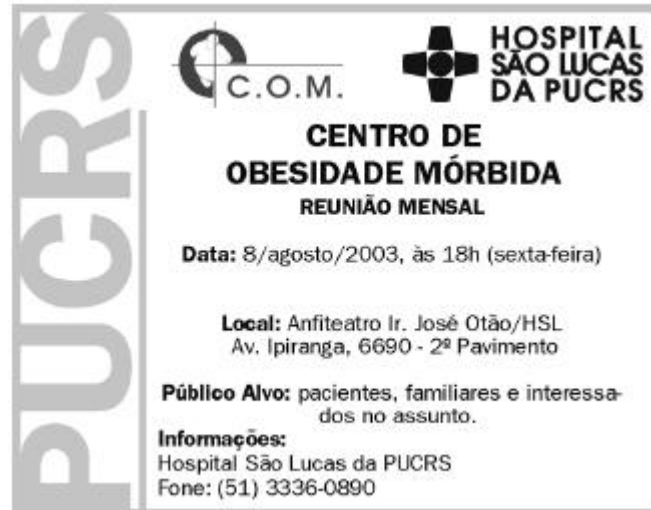 PUCRS
C.O.M.
HOSPITAL
SÃO LUCAS
DA PUCRS
CENTRO DE
OBESIDADE MÓRBIDA
REUNIÃO MENSAL
Data: 8/agosto/2003, às 18h (sexta-feira)
Local: Anfiteatro Ir. José Otão/HSL
Av. Ipiranga, 6690 - 2º Pavimento
Público Alvo: pacientes, familiares e interessa-
dos no assunto.
Informações:
Hospital São Lucas da PUCRS
Fone: (51) 3336-0890